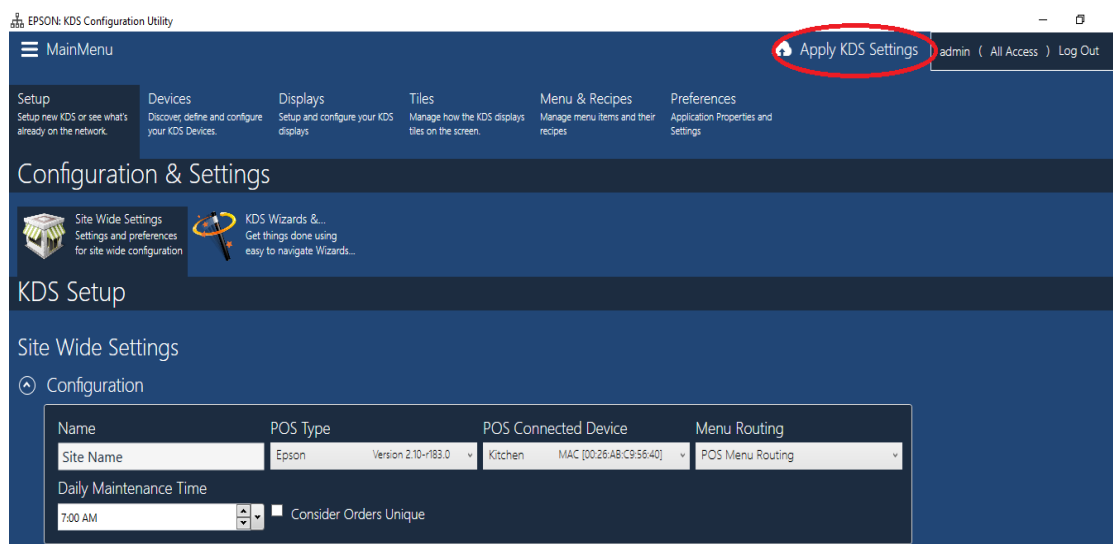 EPSON: KDS Configuration Utility
MainMenu
Apply KDS Settings
admin ( All Access ) Log Out
Setup
Setup new KDS or see what's
already on the network.
Devices
Discover, define and configure
your KDS Devices.
Displays
Setup and configure your KDS
displays
Tiles
Manage how the KDS displays
tiles on the screen.
Menu & Recipes
Manage menu items and their
recipes
Preferences
Application Properties and
Settings
Configuration & Settings
Site Wide Settings
Settings and preferences
for site wide configuration
KDS Wizards &...
Get things done using
easy to navigate Wizards...
KDS Setup
Site Wide Settings
Configuration
Name
POS Type
POS Connected Device
Menu Routing
Site Name
Epson Version 2.10-r183.0
Kitchen MAC [00:26:AB:C9:56:40]
POS Menu Routing
Daily Maintenance Time
7:00 AM
Consider Orders Unique